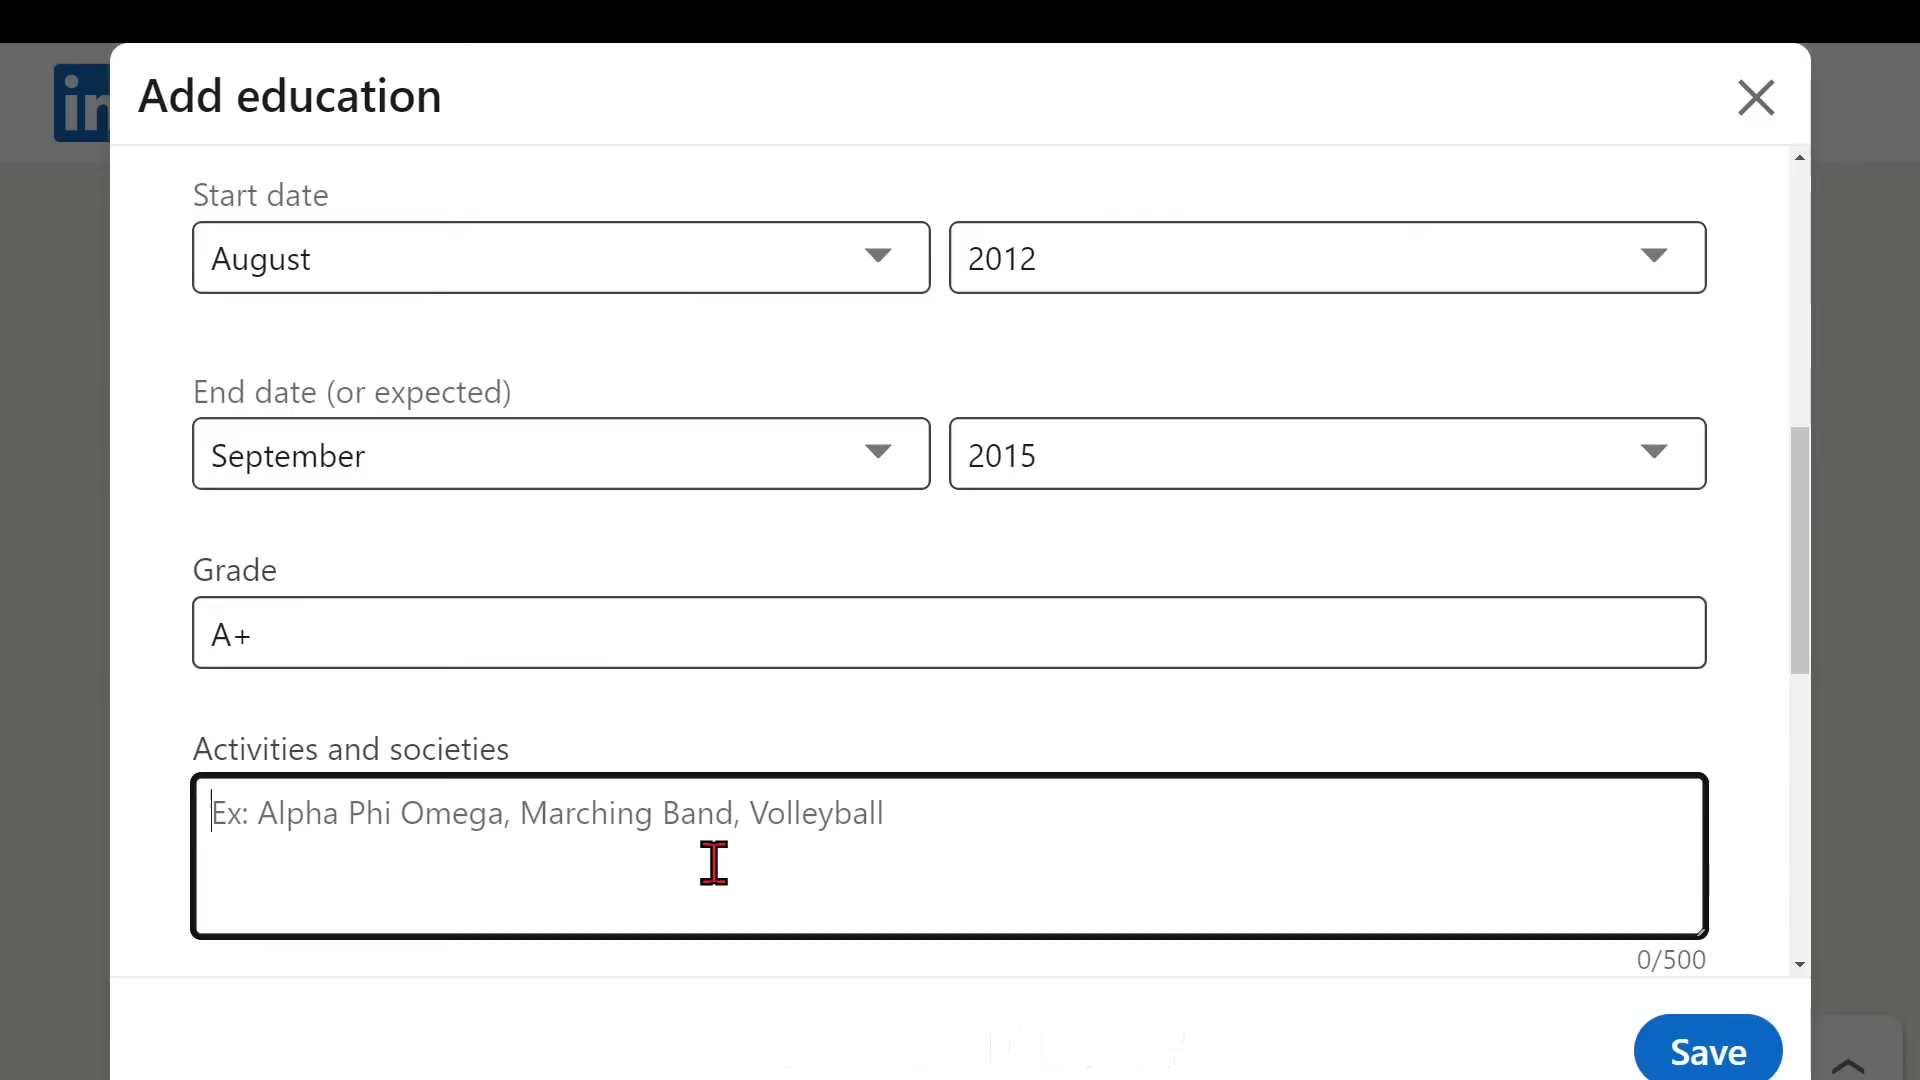 in
Add education
Start date
August 2012
End date (or expected)
September 2015
Grade
A+
Activities and societies
Ex: Alpha Phi Omega, Marching Band, Volleyball
0/500
Save